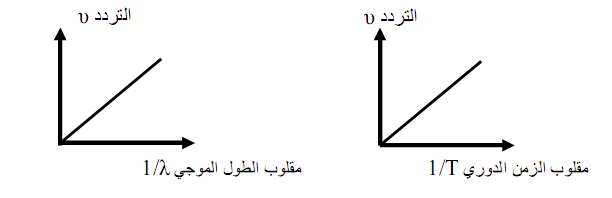 التردد υ
مقلوب الزمن الدوري 1/T
التردد υ
مقلوب الطول الموجي 1/λ